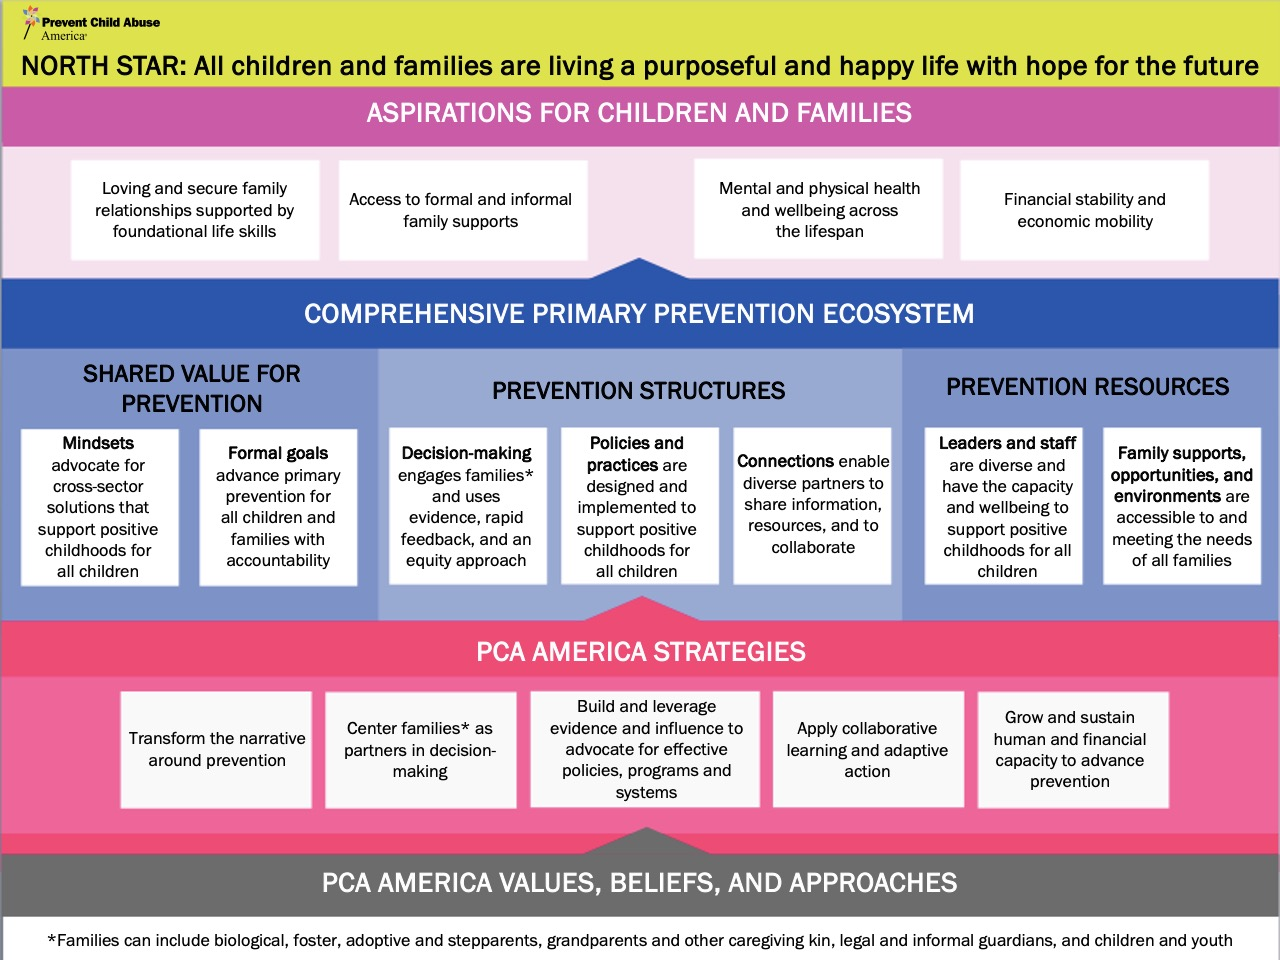 Prevent Child Abuse
America
NORTH STAR: All children and families are living a purposeful and happy life with hope for the future
ASPIRATIONS FOR CHILDREN AND FAMILIES
Loving and secure family
relationships supported by
foundational life skills
Access to formal and informal
family supports
Mental and physical health
and wellbeing across
the lifespan
Financial stability and
economic mobility
COMPREHENSIVE PRIMARY PREVENTION ECOSYSTEM
SHARED VALUE FOR
PREVENTION
Mindsets
advocate for
cross-sector
solutions that
support positive
childhoods for
all children
Formal goals
advance primary
prevention for
all children and
families with
accountability
PREVENTION STRUCTURES
Decision-making
engages families*
and uses
evidence, rapid
feedback, and an
equity approach
Policies and
practices are
designed and
implemented to
support positive
childhoods for
all children
Connections enable
diverse partners to
share information,
resources, and to
collaborate
PREVENTION RESOURCES
Leaders and staff
are diverse and
have the capacity
and wellbeing to
support positive
childhoods for all
children
Family supports,
opportunities, and
environments are
accessible to and
meeting the needs
of all families
PCA AMERICA STRATEGIES
Transform the narrative
around prevention
Center families* as
partners in decision-
making
Build and leverage
evidence and influence to
advocate for effective
policies, programs and
systems
Apply collaborative
learning and adaptive
action
Grow and sustain
human and financial
capacity to advance
prevention
PCA AMERICA VALUES, BELIEFS, AND APPROACHES
*Families can include biological, foster, adoptive and stepparents, grandparents and other caregiving kin, legal and informal guardians, and children and youth